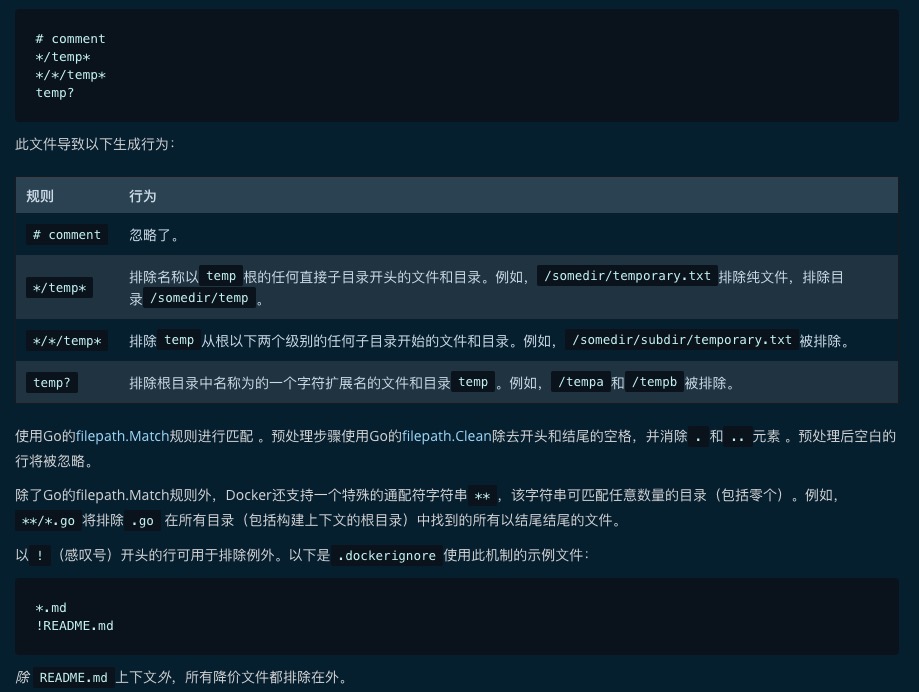 # comment
*/temp*
*/*/temp*
temp?
此文件导致以下生成行为：
规则 行为
# comment 忽略了。
*/temp* 排除名称以 temp 根的任何直接子目录开头的文件和目录。例如， /somedir/temporary.txt 排除纯文件，排除目
录 /somedir/temp 。
*/*/temp* 排除 temp 从根以下两个级别的任何子目录开始的文件和目录。例如， /somedir/subdir/temporary.txt 被排除。
temp? 排除根目录中名称为的一个字符扩展名的文件和目录 temp 。例如， /tempa 和 /tempb 被排除。
使用Go的filepath.Match规则进行匹配 。预处理步骤使用Go的filepath.Clean除去开头和结尾的空格，并消除 . 和 .. 元素 。预处理后空白的
行将被忽略。
除了Go的filepath.Match规则外，Docker还支持一个特殊的通配符字符串 ** ，该字符串可匹配任意数量的目录（包括零个）。例如，
**/*.go 将排除 .go 在所有目录（包括构建上下文的根目录）中找到的所有以结尾结尾的文件。
以 ! （感叹号）开头的行可用于排除例外。以下是 .dockerignore 使用此机制的示例文件：
*.md
!README.md
除 README.md 上下文外，所有降价文件都排除在外。